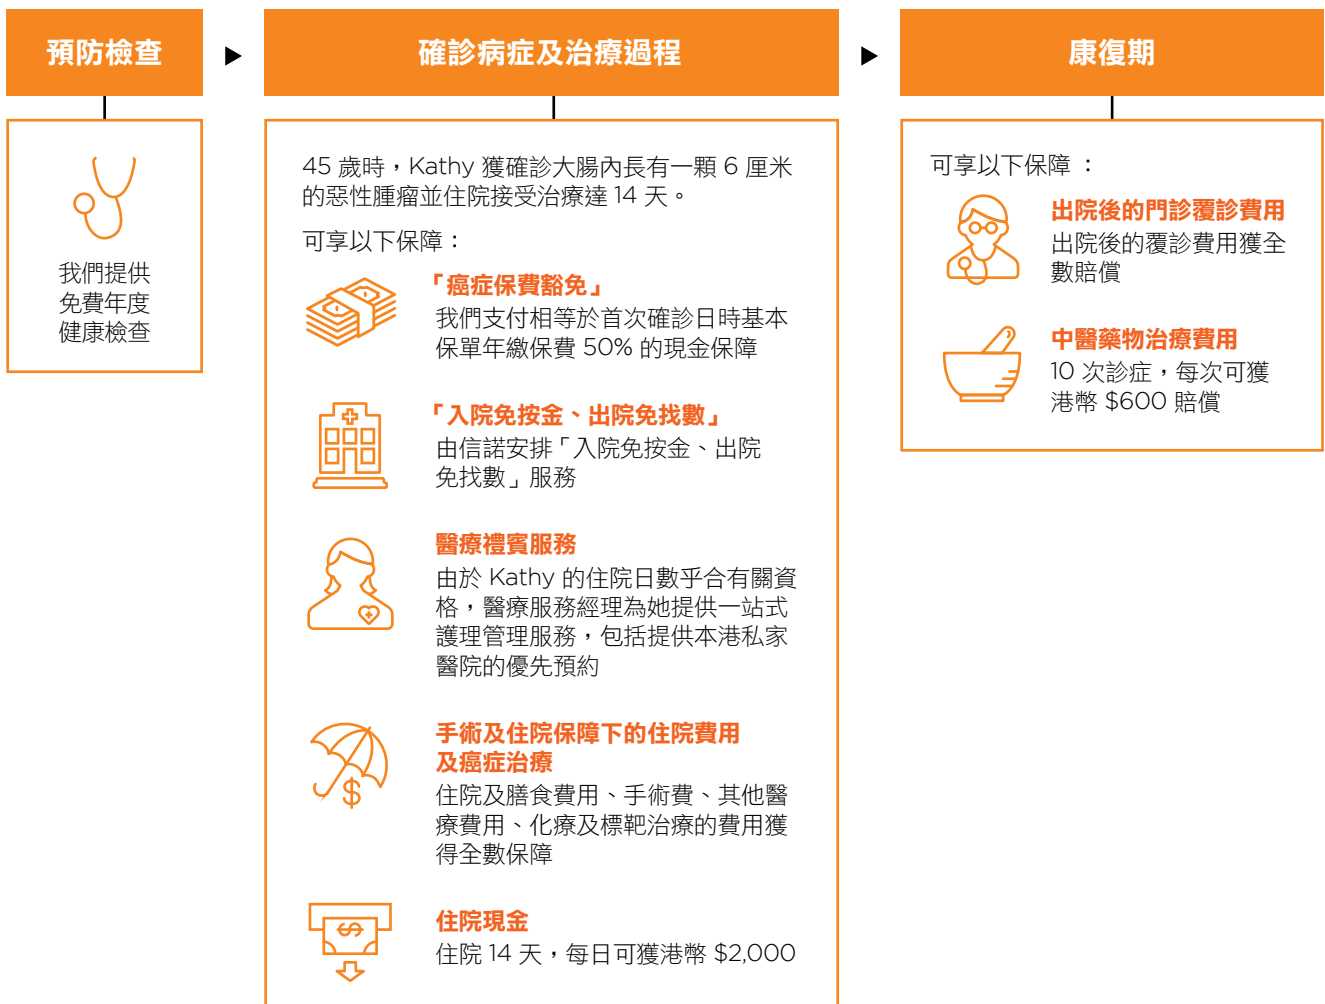 預防檢查
我們提供
免費年度
健康檢查
確診病症及治療過程
45 歲時，Kathy 獲確診大腸內長有一顆 6 厘米
的惡性腫瘤並住院接受治療達 14 天。
可享以下保障：
「癌症保費豁免」
我們支付相等於首次確診日時基本
保單年繳保費 50% 的現金保障
「入院免按金、出院免找數」
由信諾安排「入院免按金、出院
免找數」服務
醫療禮賓服務
由於 Kathy 的住院日數乎合有關資
格，醫療服務經理為她提供一站式
護理管理服務，包括提供本港私家
醫院的優先預約
手術及住院保障下的住院費用
及癌症治療
住院及膳食費用、手術費、其他醫
療費用、化療及標靶治療的費用獲
得全數保障
住院現金
住院 14 天，每日可獲港幣 $2,000
康復期
可享以下保障 ：
出院後的門診覆診費用
出院後的覆診費用獲全
數賠償
中醫藥物治療費用
10 次診症，每次可獲
港幣 $600 賠償